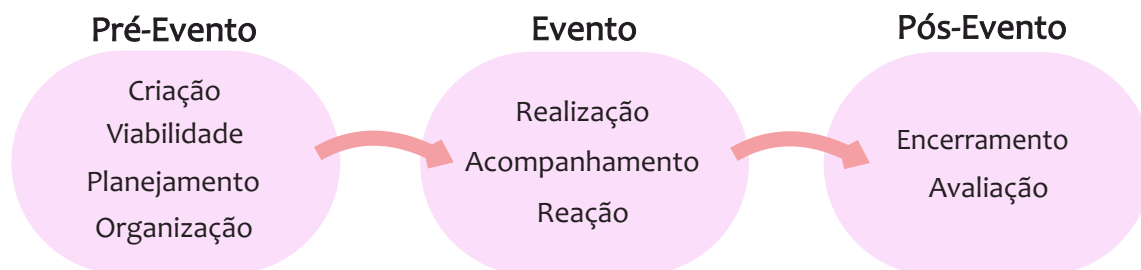 Pré-Evento
Criação
Viabilidade
Planejamento
Organização
Evento
Realização
Acompanhamento
Reação
Pós-Evento
Encerramento
Avaliação